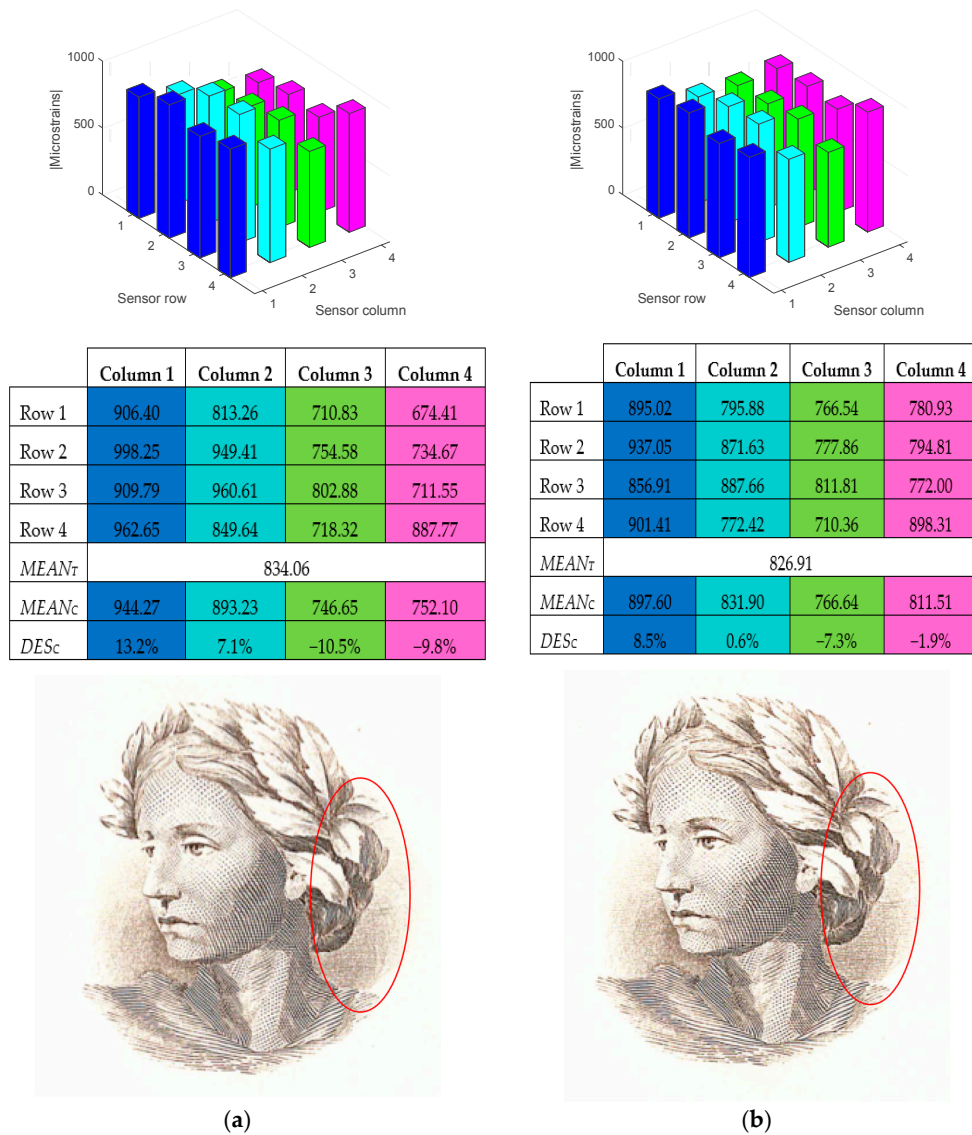 1000
500
0
|Microstrains|
1
2
3
4
Sensor row
1
2
3
4
Sensor column
Column 1 Column 2 Column 3 Column 4
Row 1 906.40 813.26 710.83 674.41
Row 2 998.25 949.41 754.58 734.67
Row 3 909.79 960.61 802.88 711.55
Row 4 962.65 849.64 718.32 887.77
MEANT 834.06
MEANC 944.27 893.23 746.65 752.10
DESC 13.2% 7.1% −10.5% −9.8%
(a)
1000
500
0
|Microstrains|
1
2
3
4
Sensor row
1
2
3
4
Sensor column
Column 1 Column 2 Column 3 Column 4
Row 1 895.02 795.88 766.54 780.93
Row 2 937.05 871.63 777.86 794.81
Row 3 856.91 887.66 811.81 772.00
Row 4 901.41 772.42 710.36 898.31
MEANT 826.91
MEANC 897.60 831.90 766.64 811.51
DESC 8.5% 0.6% −7.3% −1.9%
(b)